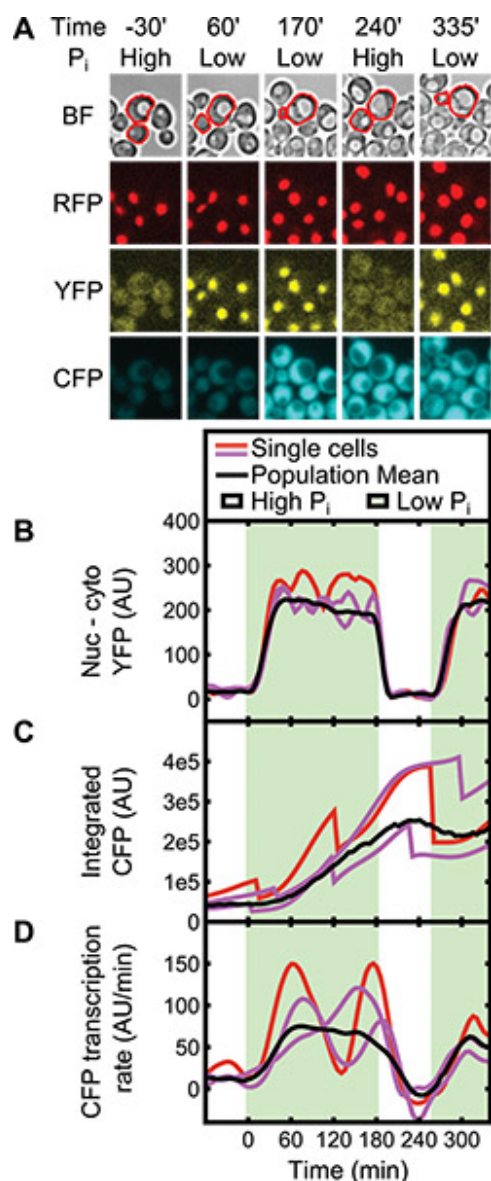 A Time -30' 60' 170' 240' 335'
Pi High Low Low High Low
BF
RFP
YFP
CFP
Single cells
Population Mean
High Pi Low Pi
B
Nuc - cyto
YFP (AU)
400
300
200
100
0
C
Integrated
CFP (AU)
4e5
3e5
2e5
1e5
0
D
CFP transcription
rate (AU/min)
150
100
50
0
0 60 120 180 240 300
Time (min)